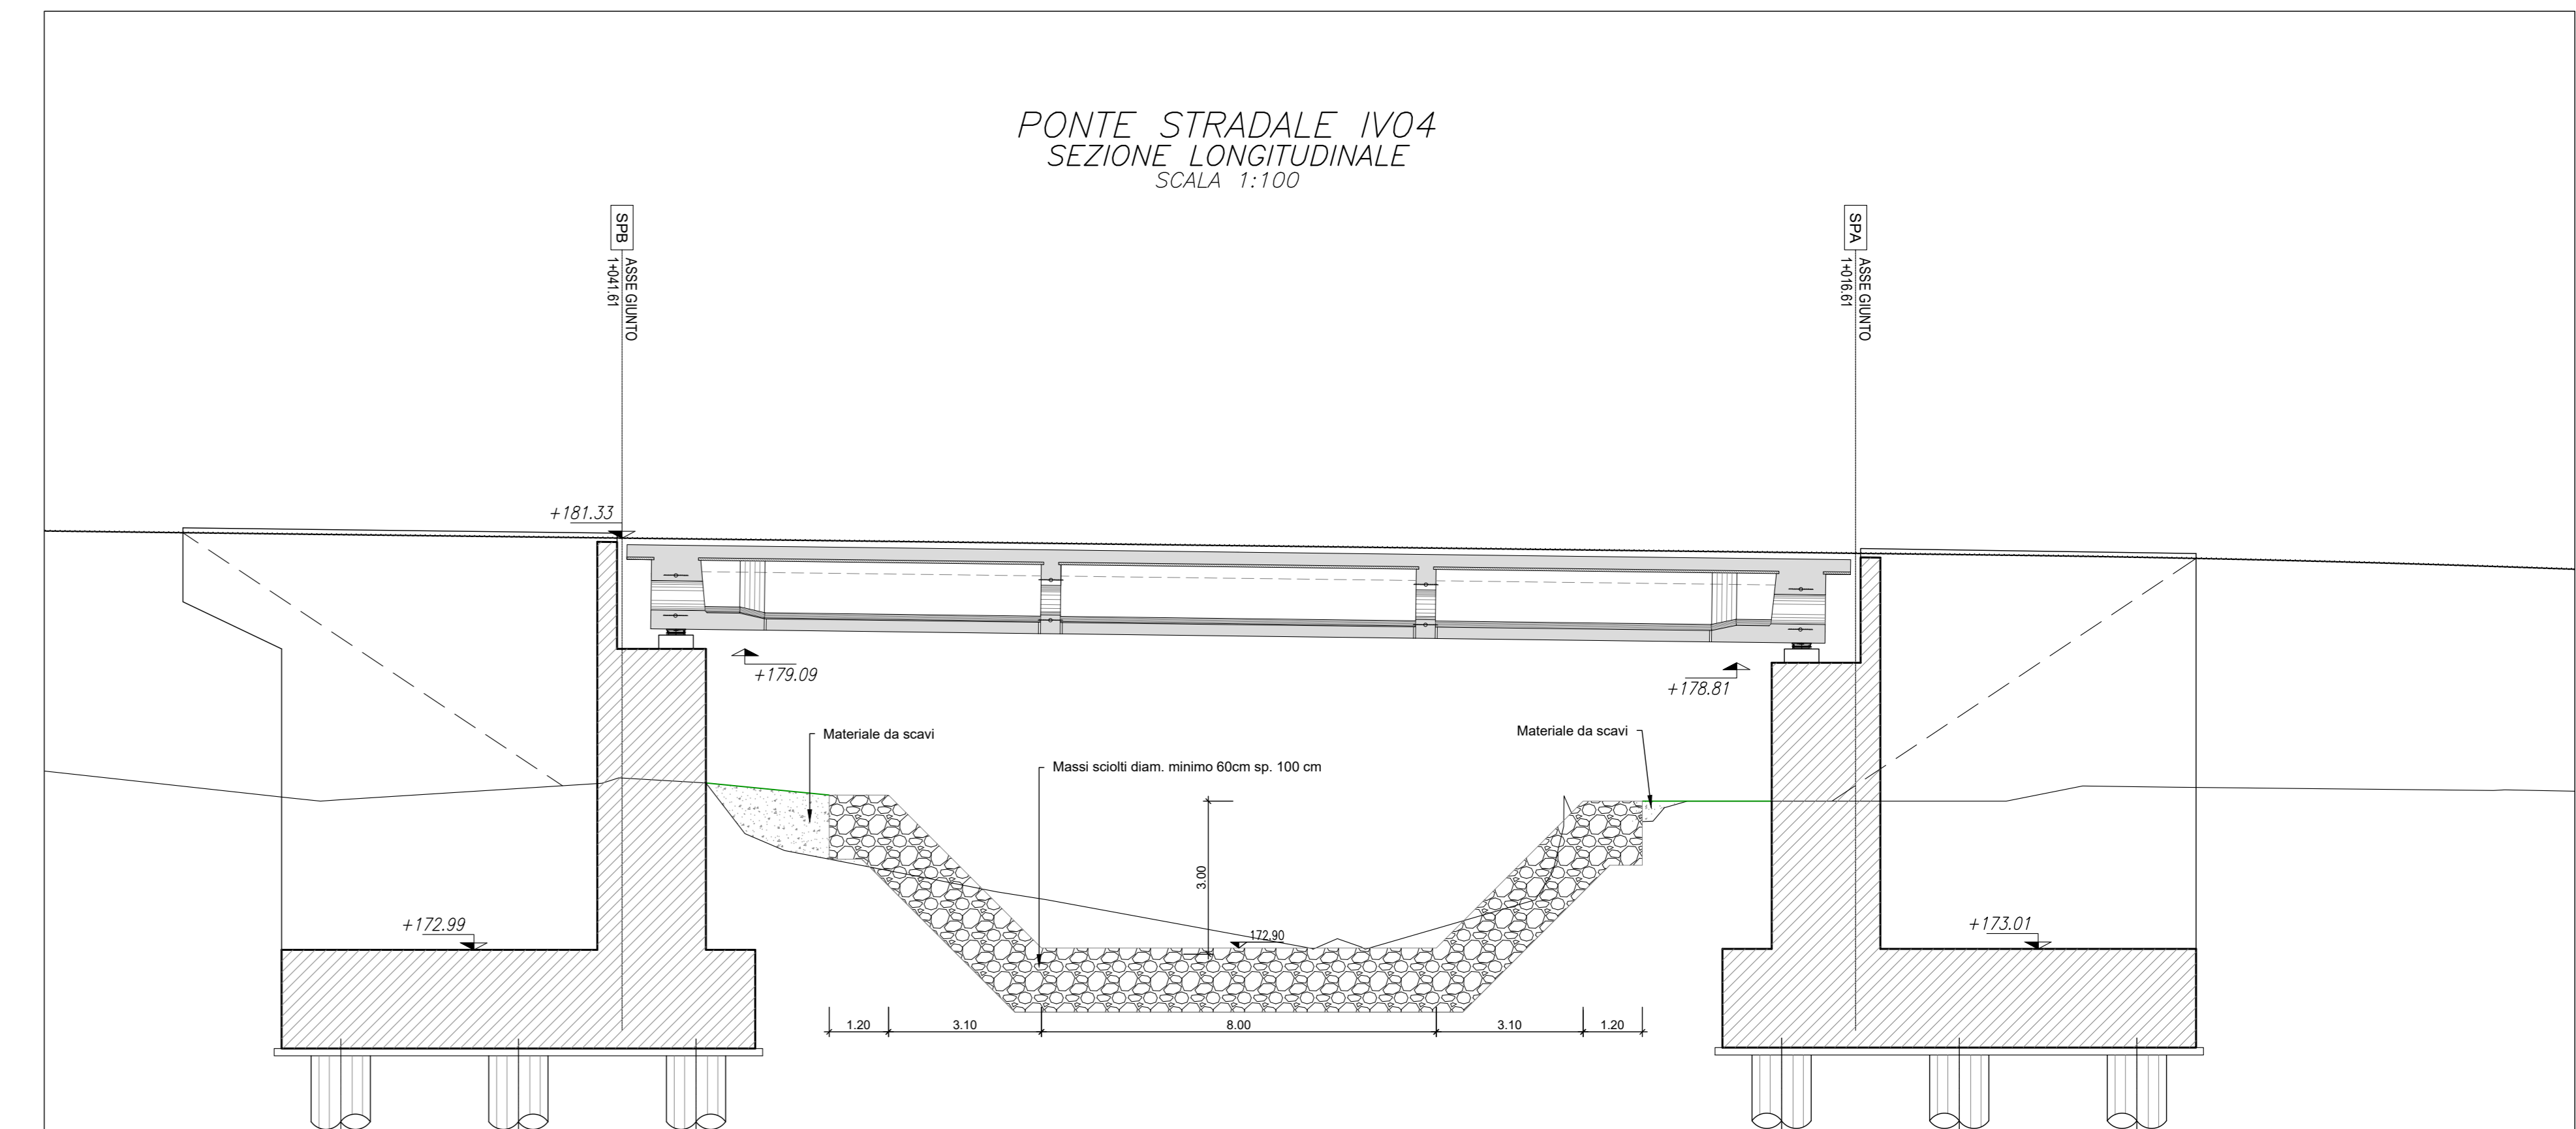 PONTE STRADALE IV04
SEZIONE LONGITUDINALE
SCALA 1:100
SPB
ASSE GIUNTO
1+041.61
SPA
ASSE GIUNTO
1+016.61
+181.33
+179.09
+178.81
Materiale da scavi
Materiale da scavi
Massi sciolti diam. minimo 60cm sp. 100 cm
3.00
+172.99
172.90
+173.01
1.20
3.10
8.00
3.10
1.20